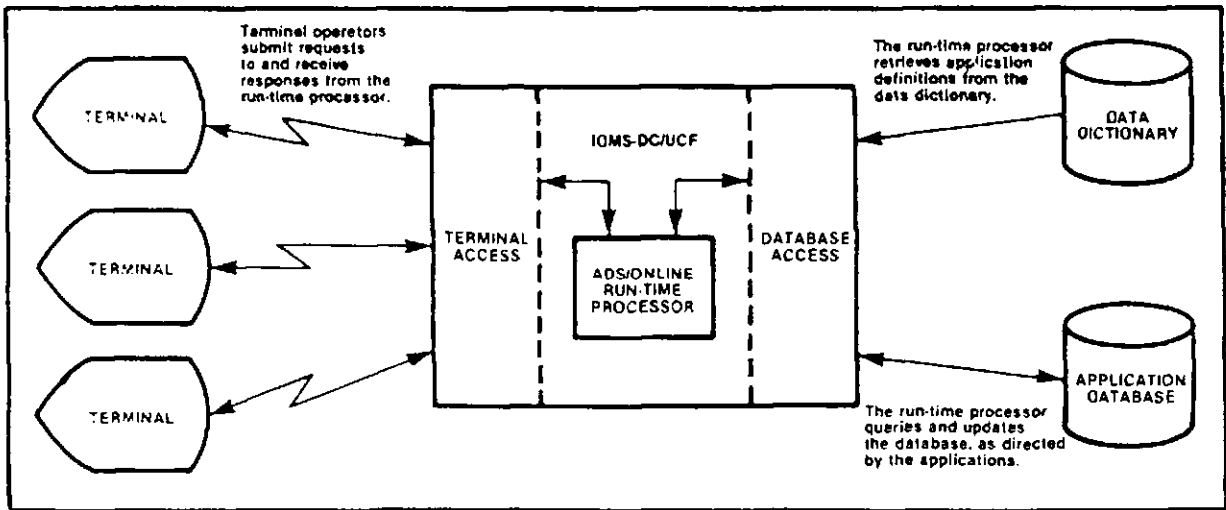 Terminal operetors
submit requests
to and receive
responses from the
run-time processor.
The run-time processor
retrieves application
definitions from the
data dictionary.
TERMINAL
TERMINAL
TERMINAL
TERMINAL
ACCESS
IDMS-DC/UCF
ADS/ONLINE
RUN-TIME
PROCESSOR
DATABASE
ACCESS
DATA
DICTIONARY
APPLICATION
DATABASE
The run-time processor
queries and updates
the database, as directed
by the applications.